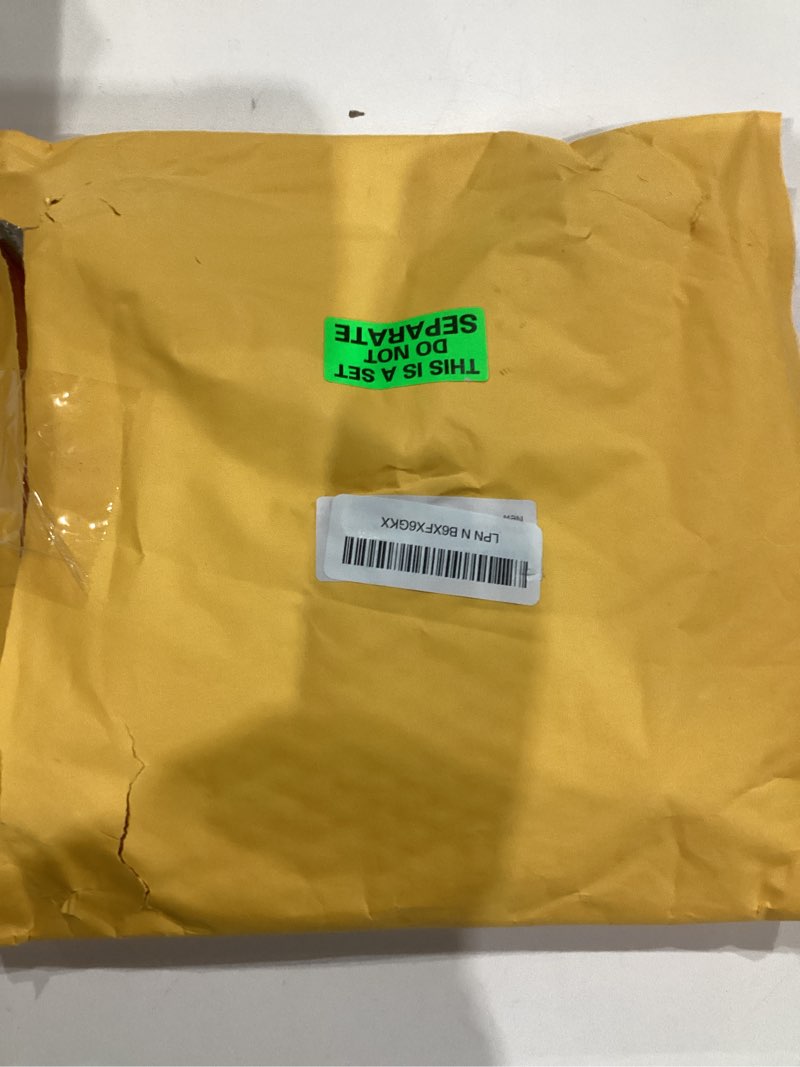 LPN N B6XFX6GKX
THIS IS A SET
DO NOT
SEPARATE